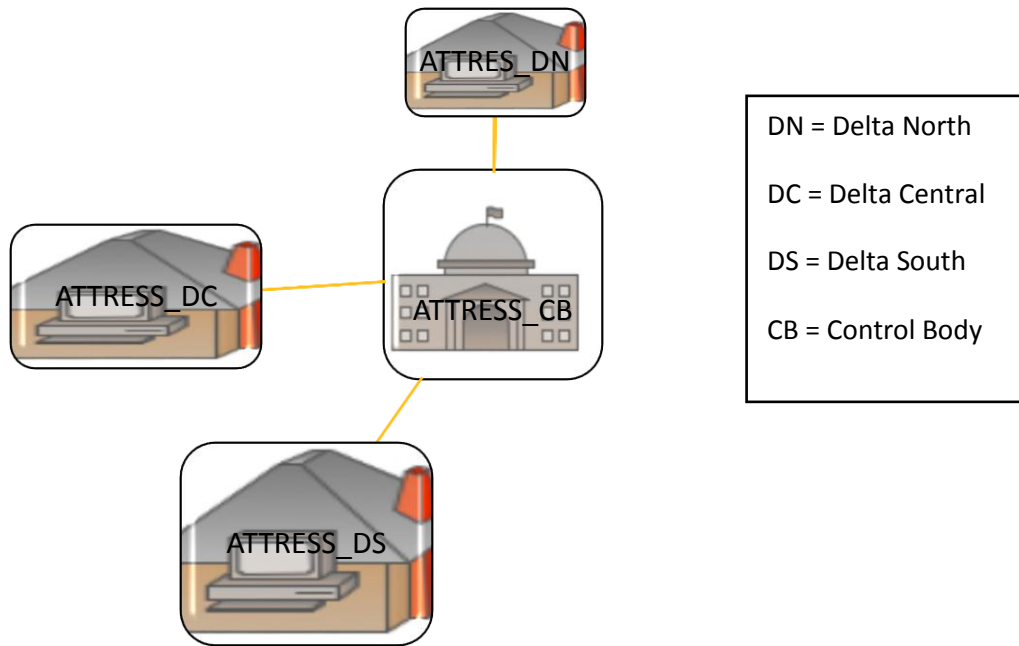 ATTRES_DN
ATTRESS_DC
ATTRESS_CB
ATTRESS_DS
DN = Delta North
DC = Delta Central
DS = Delta South
CB = Control Body